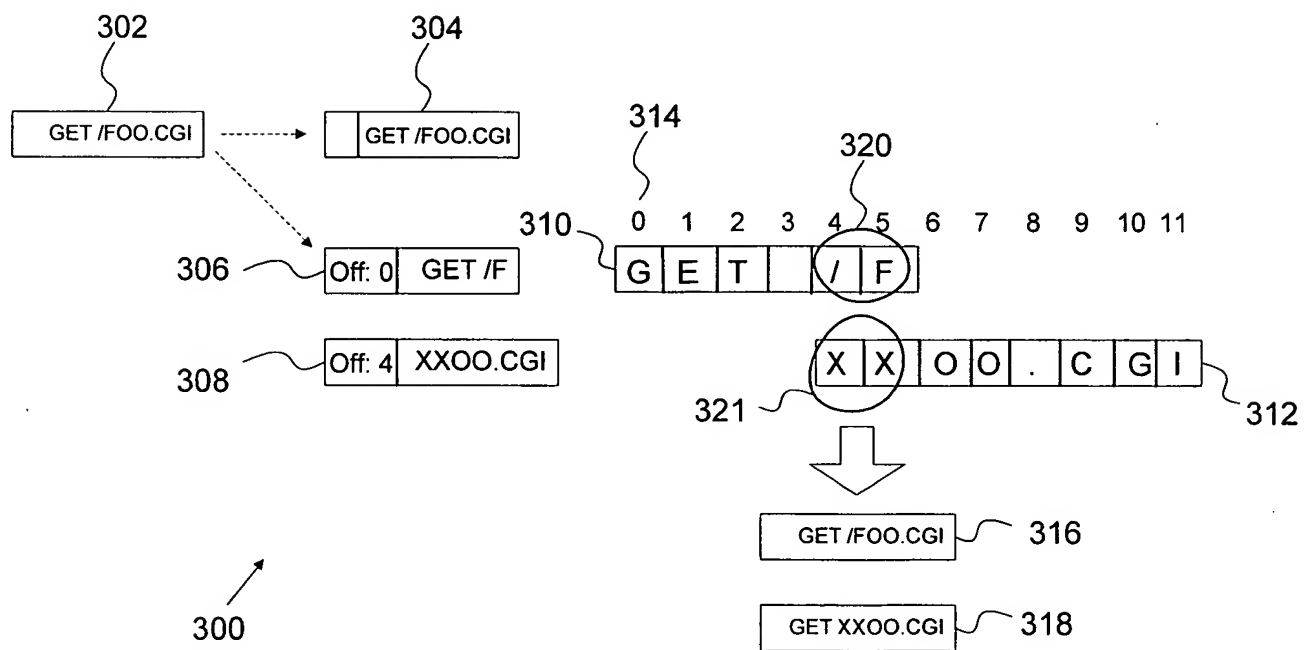 302
304
GET /FOO.CGI
GET /FOO.CGI
314
320
0 1 2 3 4 5 6 7 8 9 10 11
310
306
Off: 0 GET /F
G E T / F
308
Off: 4 XXOO.CGI
X X O O . C G I
321
312
GET /FOO.CGI
316
300
GET XXOO.CGI
318